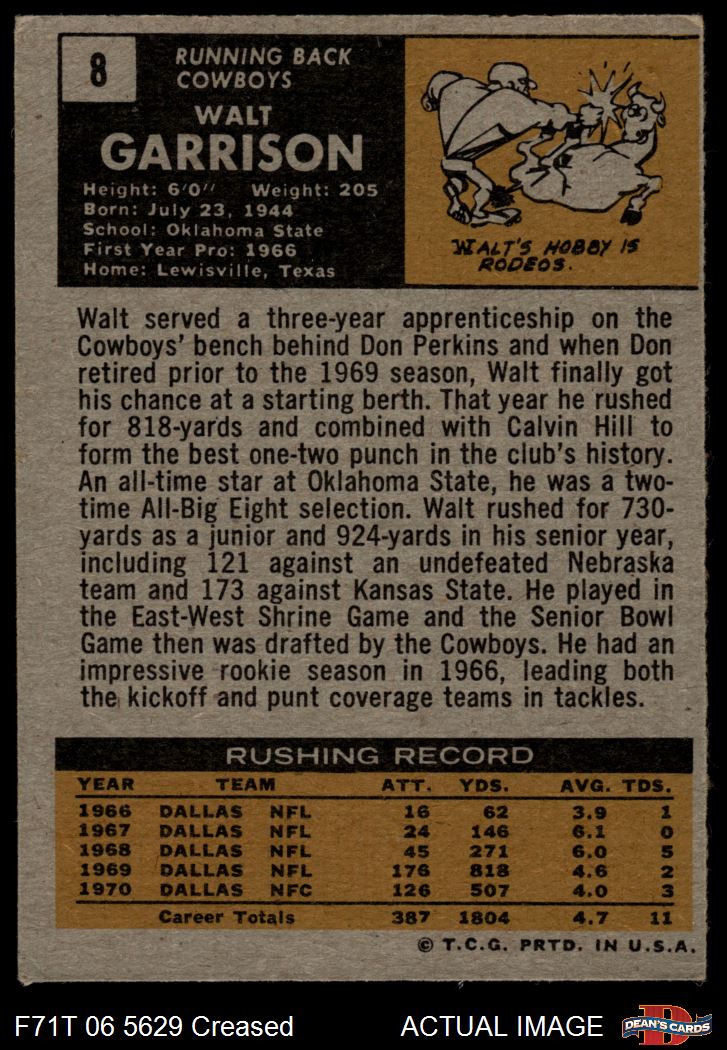 8
RUNNING BACK
COWBOYS
WALT
GARRISON
Height: 6'0" Weight: 205
Born: July 23, 1944
School: Oklahoma State
First Year Pro: 1966
Home: Lewisville, Texas
WALT'S HOBBY IS
RODEOS.
Walt served a three-year apprenticeship on the
Cowboys' bench behind Don Perkins and when Don
retired prior to the 1969 season, Walt finally got
his chance at a starting berth. That year he rushed
for 818-yards and combined with Calvin Hill to
form the best one-two punch in the club's history.
An all-time star at Oklahoma State, he was a two-
time All-Big Eight selection. Walt rushed for 730-
yards as a junior and 924-yards in his senior year,
including 121 against an undefeated Nebraska
team and 173 against Kansas State. He played in
the East-West Shrine Game and the Senior Bowl
Game then was drafted by the Cowboys. He had an
impressive rookie season in 1966, leading both
the kickoff and punt coverage teams in tackles.
RUSHING RECORD
YEAR TEAM ATT. YDS. AVG. TDS.
1966 DALLAS NFL 16 62 3.9 1
1967 DALLAS NFL 24 146 6.1 0
1968 DALLAS NFL 45 271 6.0 5
1969 DALLAS NFL 176 818 4.6 2
1970 DALLAS NFC 126 507 4.0 3
Career Totals 387 1804 4.7 11
© T.C.G. PRTD. IN U.S.A.
F71T 06 5629 Creased ACTUAL IMAGE
D
DEAN'S CARDS